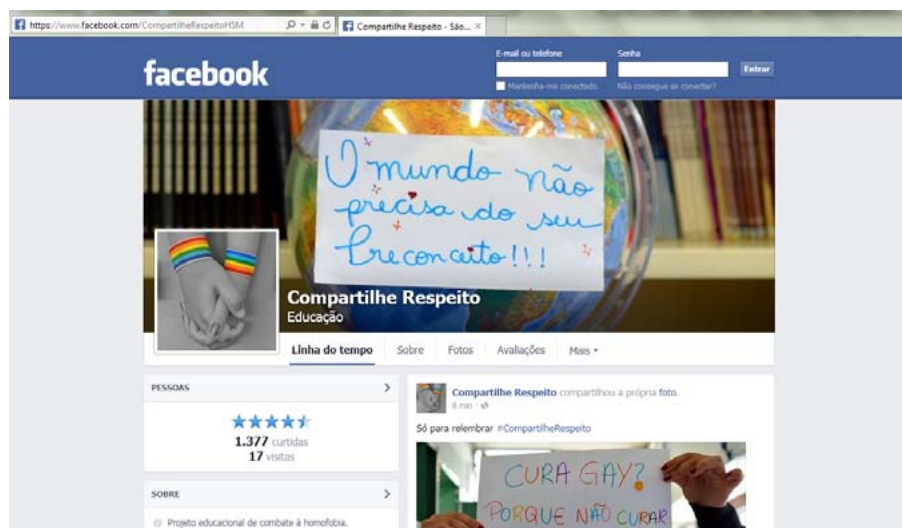 https://www.facebook.com/CompartilheRespeitoHSM
Compartilhe Respeito - São...
facebook
E-mail ou telefone
Senha
Entrar
Mantenha-me conectado
Não consegue se conectar?
O mundo não
precisa do seu
Preconceito!!!
Compartilhe Respeito
Educação
Linha do tempo
Sobre
Fotos
Avaliações
Mais
PESSOAS
1.377 curtidas
17 visitas
SOBRE
Projeto educacional de combate à homofobia.
Compartilhe Respeito compartilhou a própria foto.
8 min
Só para relembrar #CompartilheRespeito
CURA GAY?
PORQUE NÃO CURAR